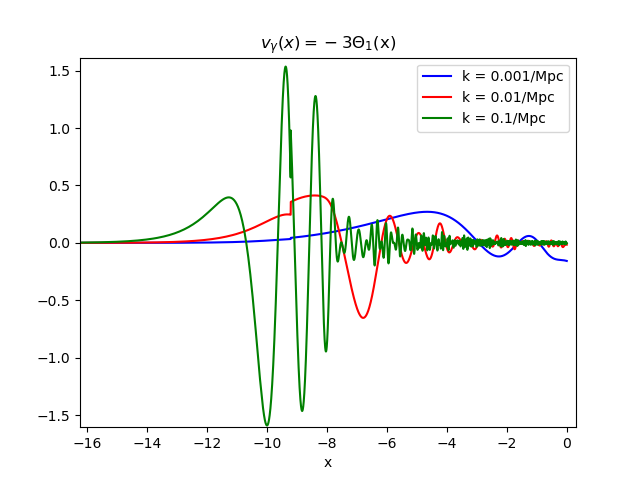 v_γ(x) = −3Θ₁(x)
k = 0.001/Mpc
k = 0.01/Mpc
k = 0.1/Mpc
1.5
1.0
0.5
0.0
−0.5
−1.0
−1.5
−16 −14 −12 −10 −8 −6 −4 −2 0
x